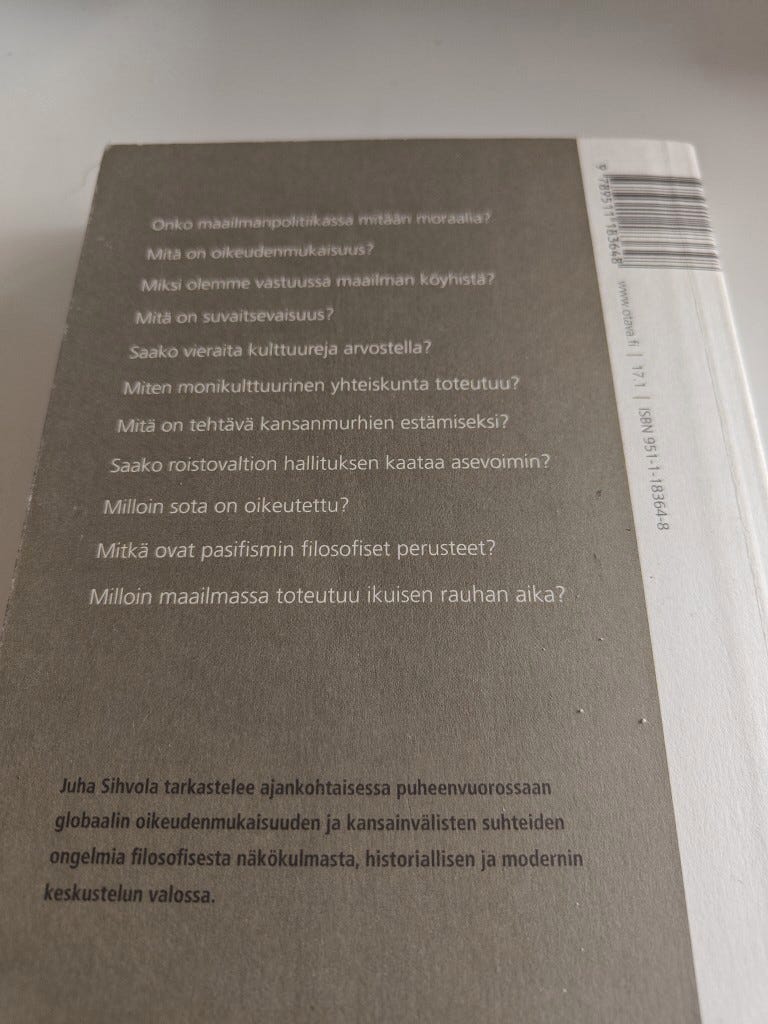 Onko maailmanpolitiikassa mitään moraalia?
Mitä on oikeudenmukaisuus?
Miksi olemme vastuussa maailman köyhistä?
Mitä on suvaitsevaisuus?
Saako vieraita kulttuureja arvostella?
Miten monikulttuurinen yhteiskunta toteutuu?
Mitä on tehtävä kansanmurhien estämiseksi?
Saako roistovaltion hallituksen kaataa asevoimin?
Milloin sota on oikeutettu?
Mitkä ovat pasifismin filosofiset perusteet?
Milloin maailmassa toteutuu ikuisen rauhan aika?
Juha Sihvola tarkastelee ajankohtaisessa puheenvuorossaan
globaalin oikeudenmukaisuuden ja kansainvälisten suhteiden
ongelmia filosofisesta näkökulmasta, historiallisen ja modernin
keskustelun valossa.
9 789511 183648
www.otava.fi | 17.1 | ISBN 951-1-18364-8